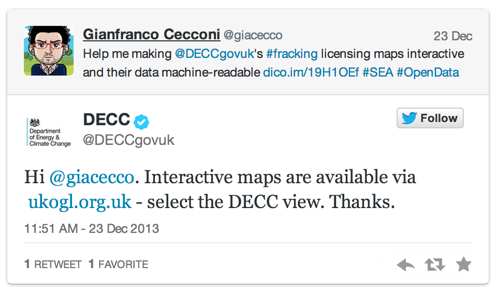 Gianfranco Cecconi @giacecco 23 Dec
Help me making @DECCgovuk's #fracking licensing maps interactive
and their data machine-readable dico.im/19H1OEf #SEA #OpenData
Department
of Energy &
Climate Change
DECC
@DECCgovuk
Follow
Hi @giacecco. Interactive maps are available via
ukogl.org.uk - select the DECC view. Thanks.
11:51 AM - 23 Dec 2013
1 RETWEET 1 FAVORITE